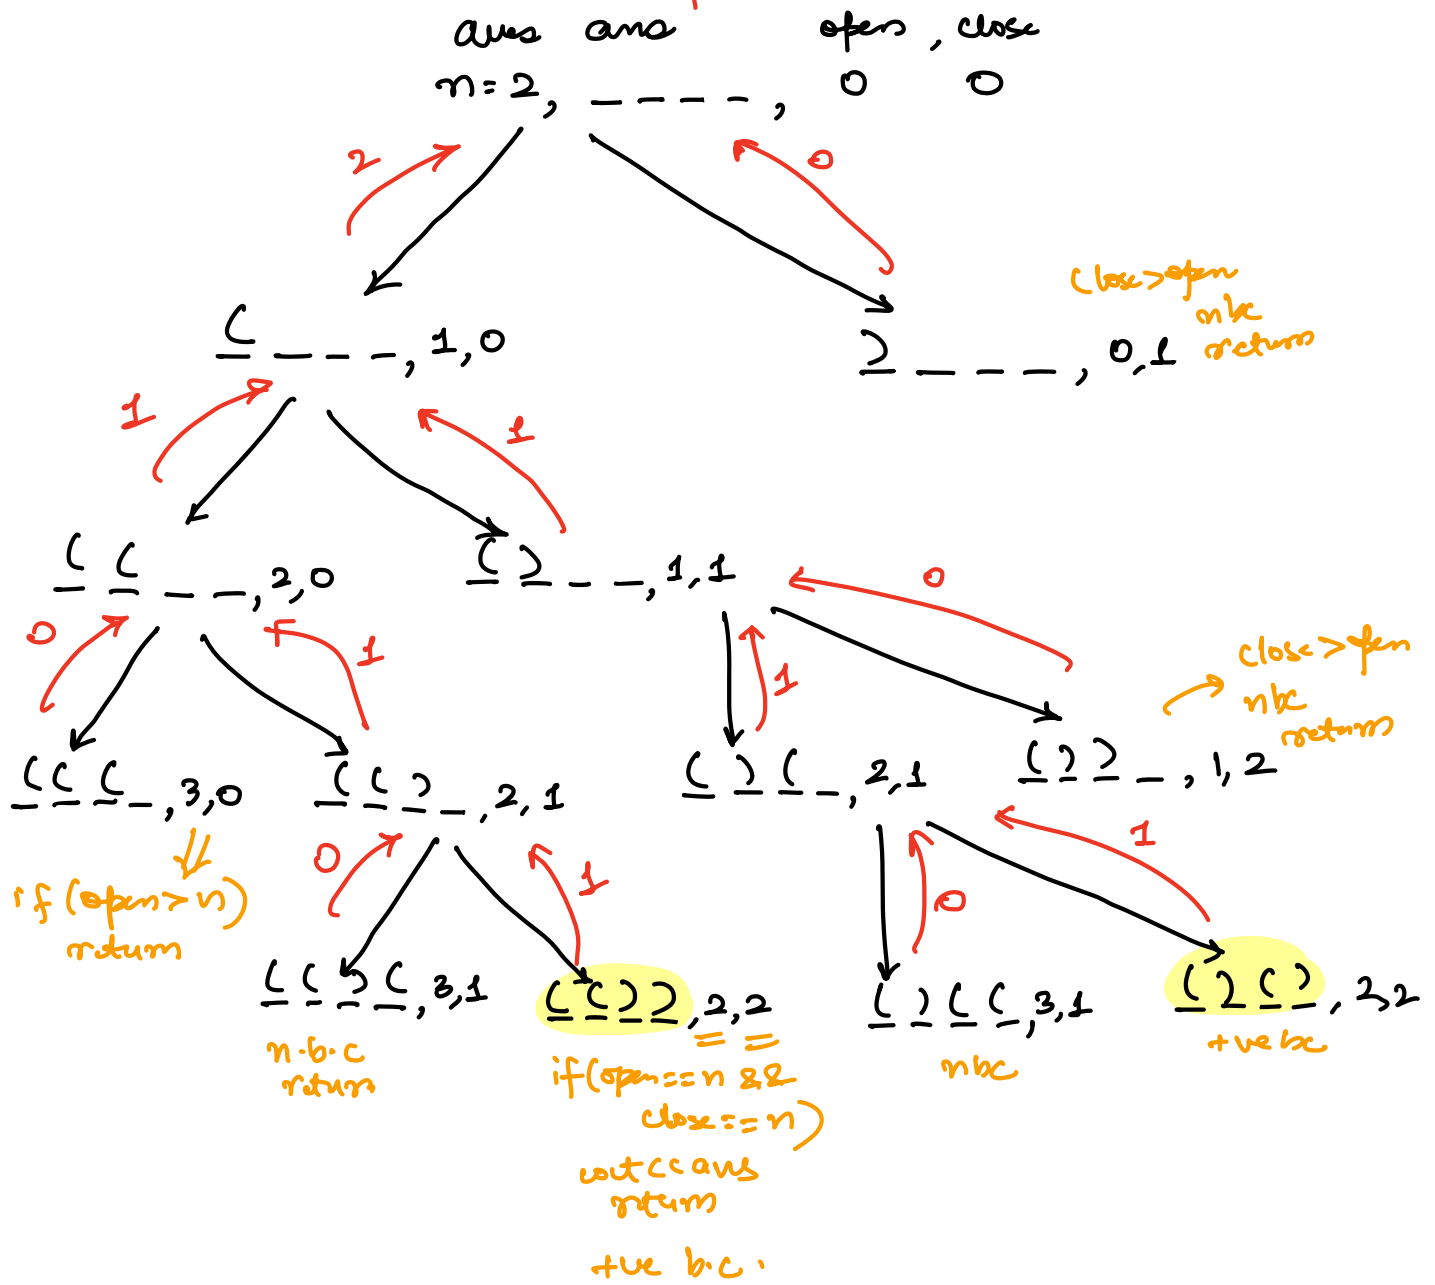 ques ans open , close
n=2, _ _ _ _ , 0 0
2
0
( _ _ _, 1,0
) _ _ _ , 0,1
close>open
nbc
return
1
1
( ( _ _, 2,0
( ) _ _, 1,1
0
0
1
1
close>open
nbc
return
( ( ( _, 3,0
( ( ) _, 2,1
( ) ( _, 2,1
( ) ) _, 1,2
if (open>n)
return
0
1
0
1
( ( ) (, 3,1
( ( ) ), 2,2
( ) ( (, 3,1
( ) ( ), 2,2
n.b.c
return
if(open==n &&
close==n)
cout<<ans
return
+ve b.c.
nbc
+ve bc